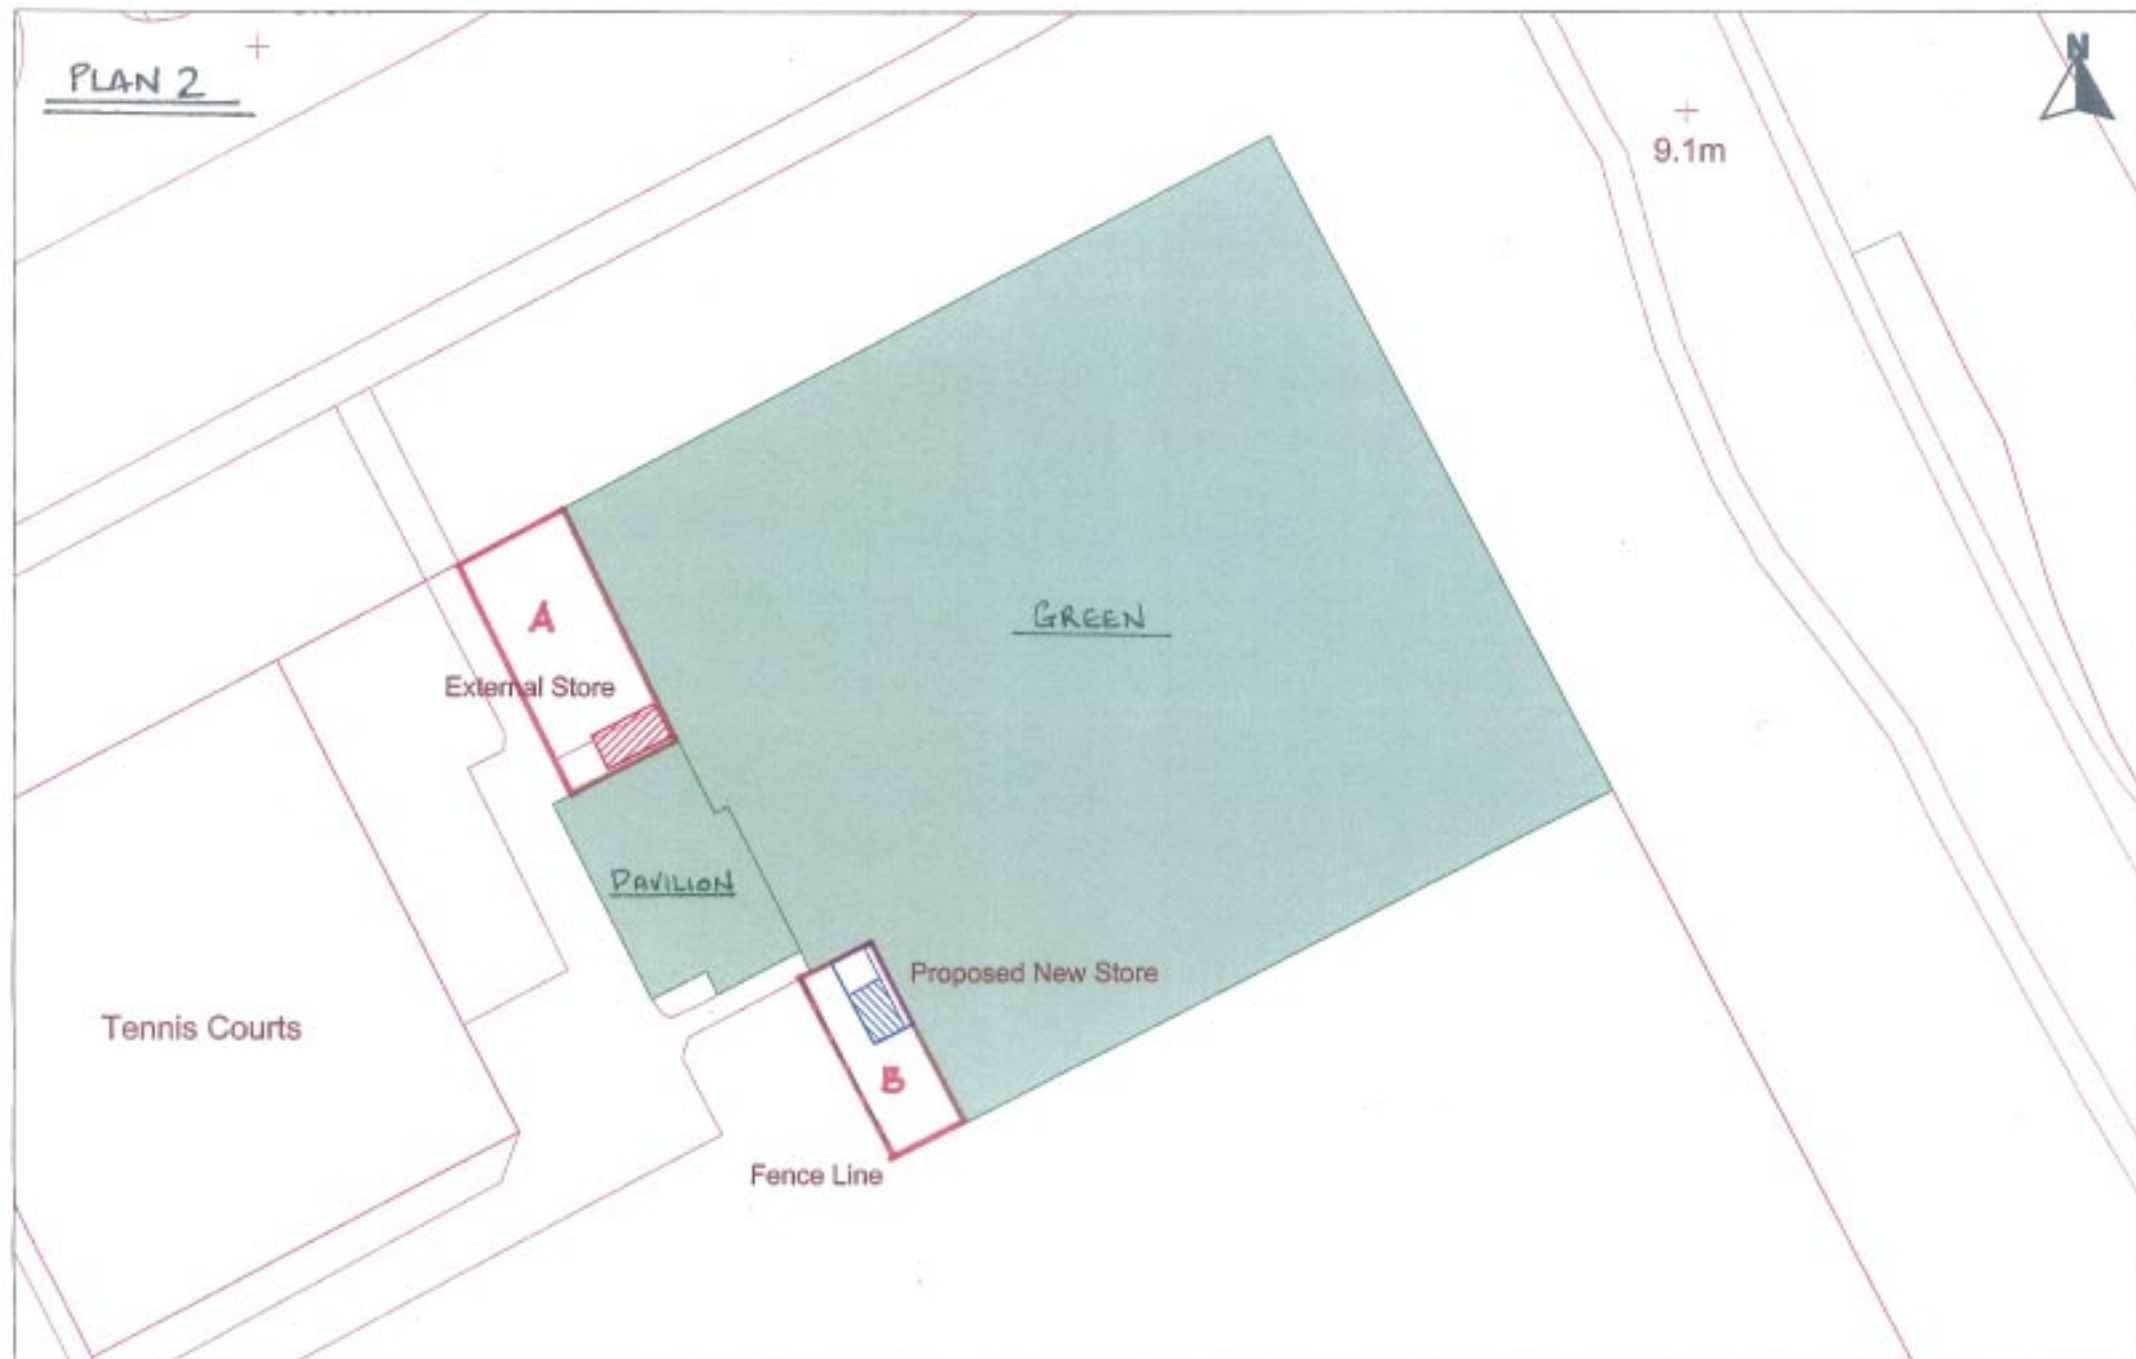 PLAN 2
N
9.1m
GREEN
A
External Store
PAVILION
Proposed New Store
Tennis Courts
B
Fence Line